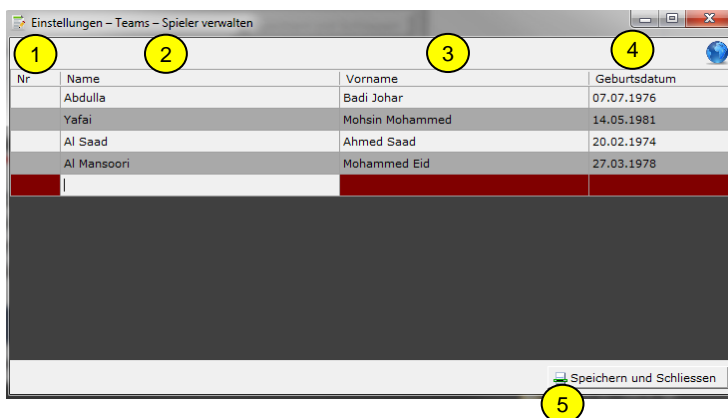 Einstellungen – Teams – Spieler verwalten
1 2 3 4
Nr Name Vorname Geburtsdatum
Abdulla Badi Johar 07.07.1976
Yafai Mohsin Mohammed 14.05.1981
Al Saad Ahmed Saad 20.02.1974
Al Mansoori Mohammed Eid 27.03.1978
Speichern und Schliessen
5